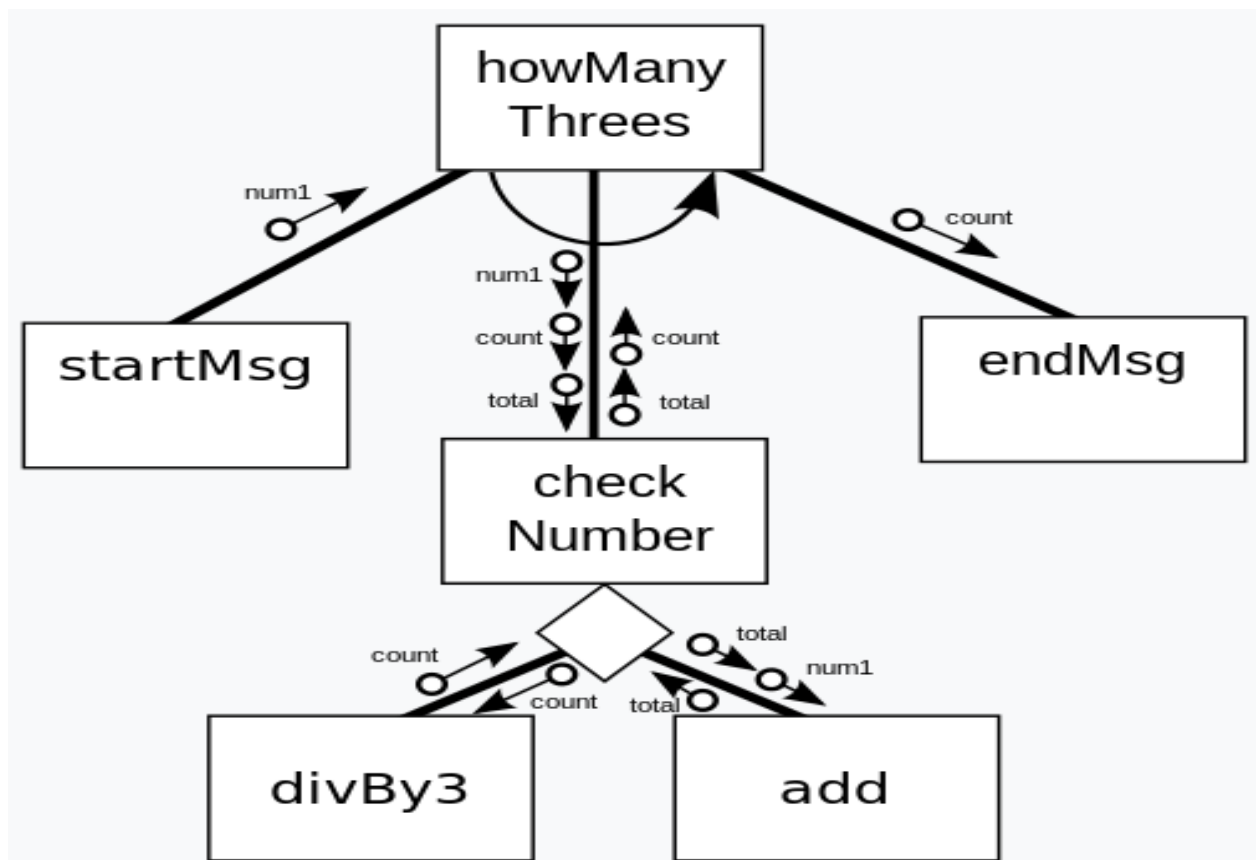 howMany
Threes
num1
count
num1
count
count
total
total
startMsg
endMsg
check
Number
total
count
num1
count
total
divBy3
add